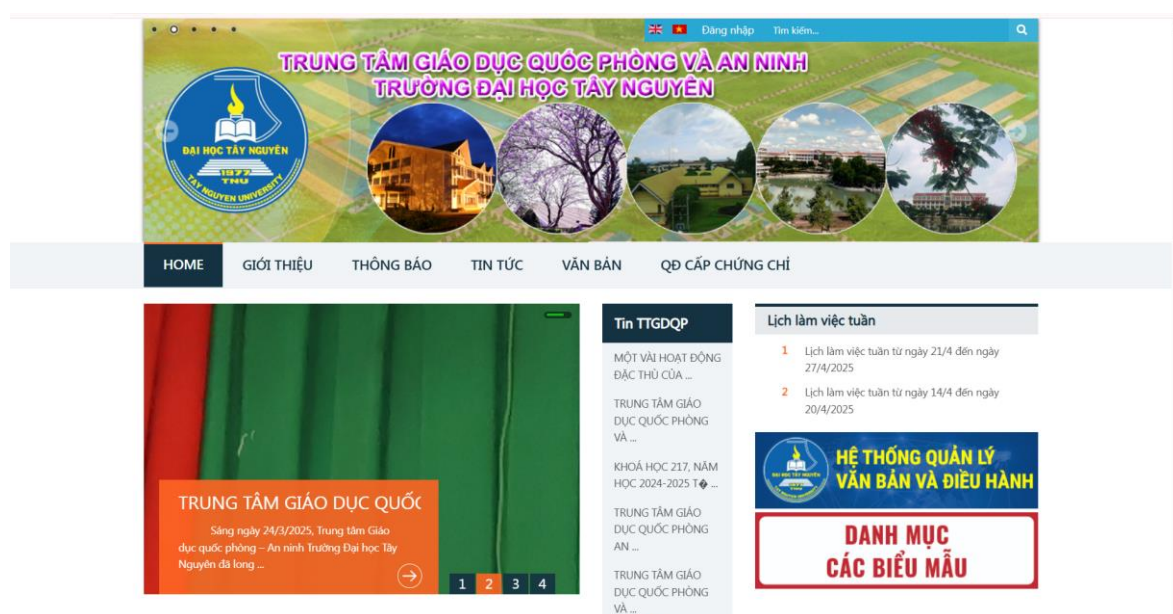 Đăng nhập
Tìm kiếm...
TRUNG TÂM GIÁO DỤC QUỐC PHÒNG VÀ AN NINH
TRƯỜNG ĐẠI HỌC TÂY NGUYÊN
ĐẠI HỌC TÂY NGUYÊN
1977
TNU
TAY NGUYEN UNIVERSITY
HOME
GIỚI THIỆU
THÔNG BÁO
TIN TỨC
VĂN BẢN
QĐ CẤP CHỨNG CHỈ
TRUNG TÂM GIÁO DỤC QUỐC
Sáng ngày 24/3/2025, Trung tâm Giáo
dục quốc phòng – An ninh Trường Đại học Tây
Nguyên đã long ...
1 2 3 4
Tin TTGDQP
MỘT VÀI HOẠT ĐỘNG
ĐẶC THÙ CỦA ...
TRUNG TÂM GIÁO
DỤC QUỐC PHÒNG
VÀ ...
KHOÁ HỌC 217, NĂM
HỌC 2024-2025 T� ...
TRUNG TÂM GIÁO
DỤC QUỐC PHÒNG
AN ...
TRUNG TÂM GIÁO
DỤC QUỐC PHÒNG
VÀ ...
Lịch làm việc tuần
1 Lịch làm việc tuần từ ngày 21/4 đến ngày
27/4/2025
2 Lịch làm việc tuần từ ngày 14/4 đến ngày
20/4/2025
HỆ THỐNG QUẢN LÝ
VĂN BẢN VÀ ĐIỀU HÀNH
DANH MỤC
CÁC BIỂU MẪU